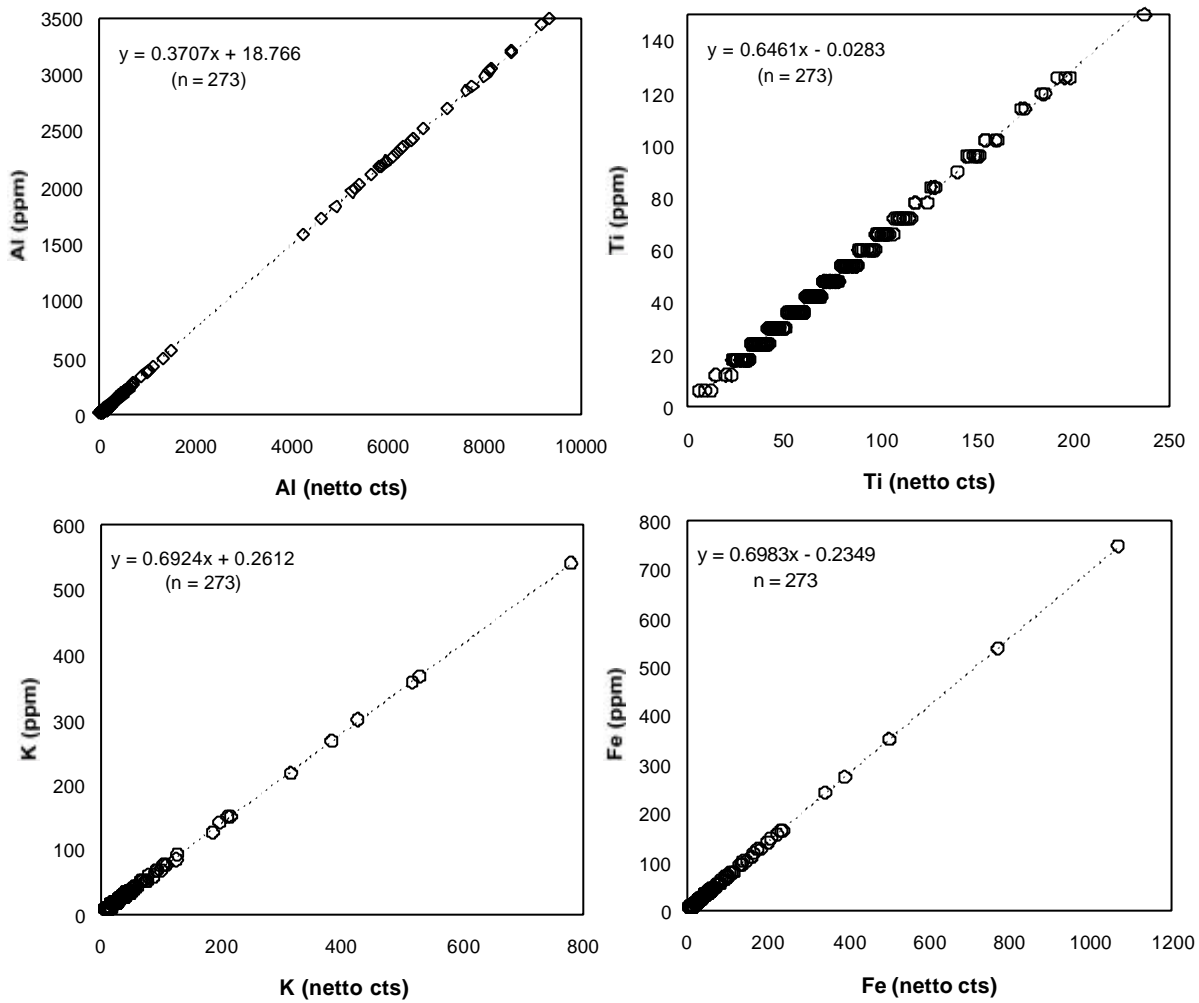 3500
3000
2500
2000
1500
1000
500
0
Al (ppm)
y = 0.3707x + 18.766
(n = 273)
0 2000 4000 6000 8000 10000
Al (netto cts)
140
120
100
80
60
40
20
0
Ti (ppm)
y = 0.6461x - 0.0283
(n = 273)
0 50 100 150 200 250
Ti (netto cts)
600
500
400
300
200
100
0
K (ppm)
y = 0.6924x + 0.2612
(n = 273)
0 200 400 600 800
K (netto cts)
800
700
600
500
400
300
200
100
0
Fe (ppm)
y = 0.6983x - 0.2349
n = 273
0 200 400 600 800 1000 1200
Fe (netto cts)